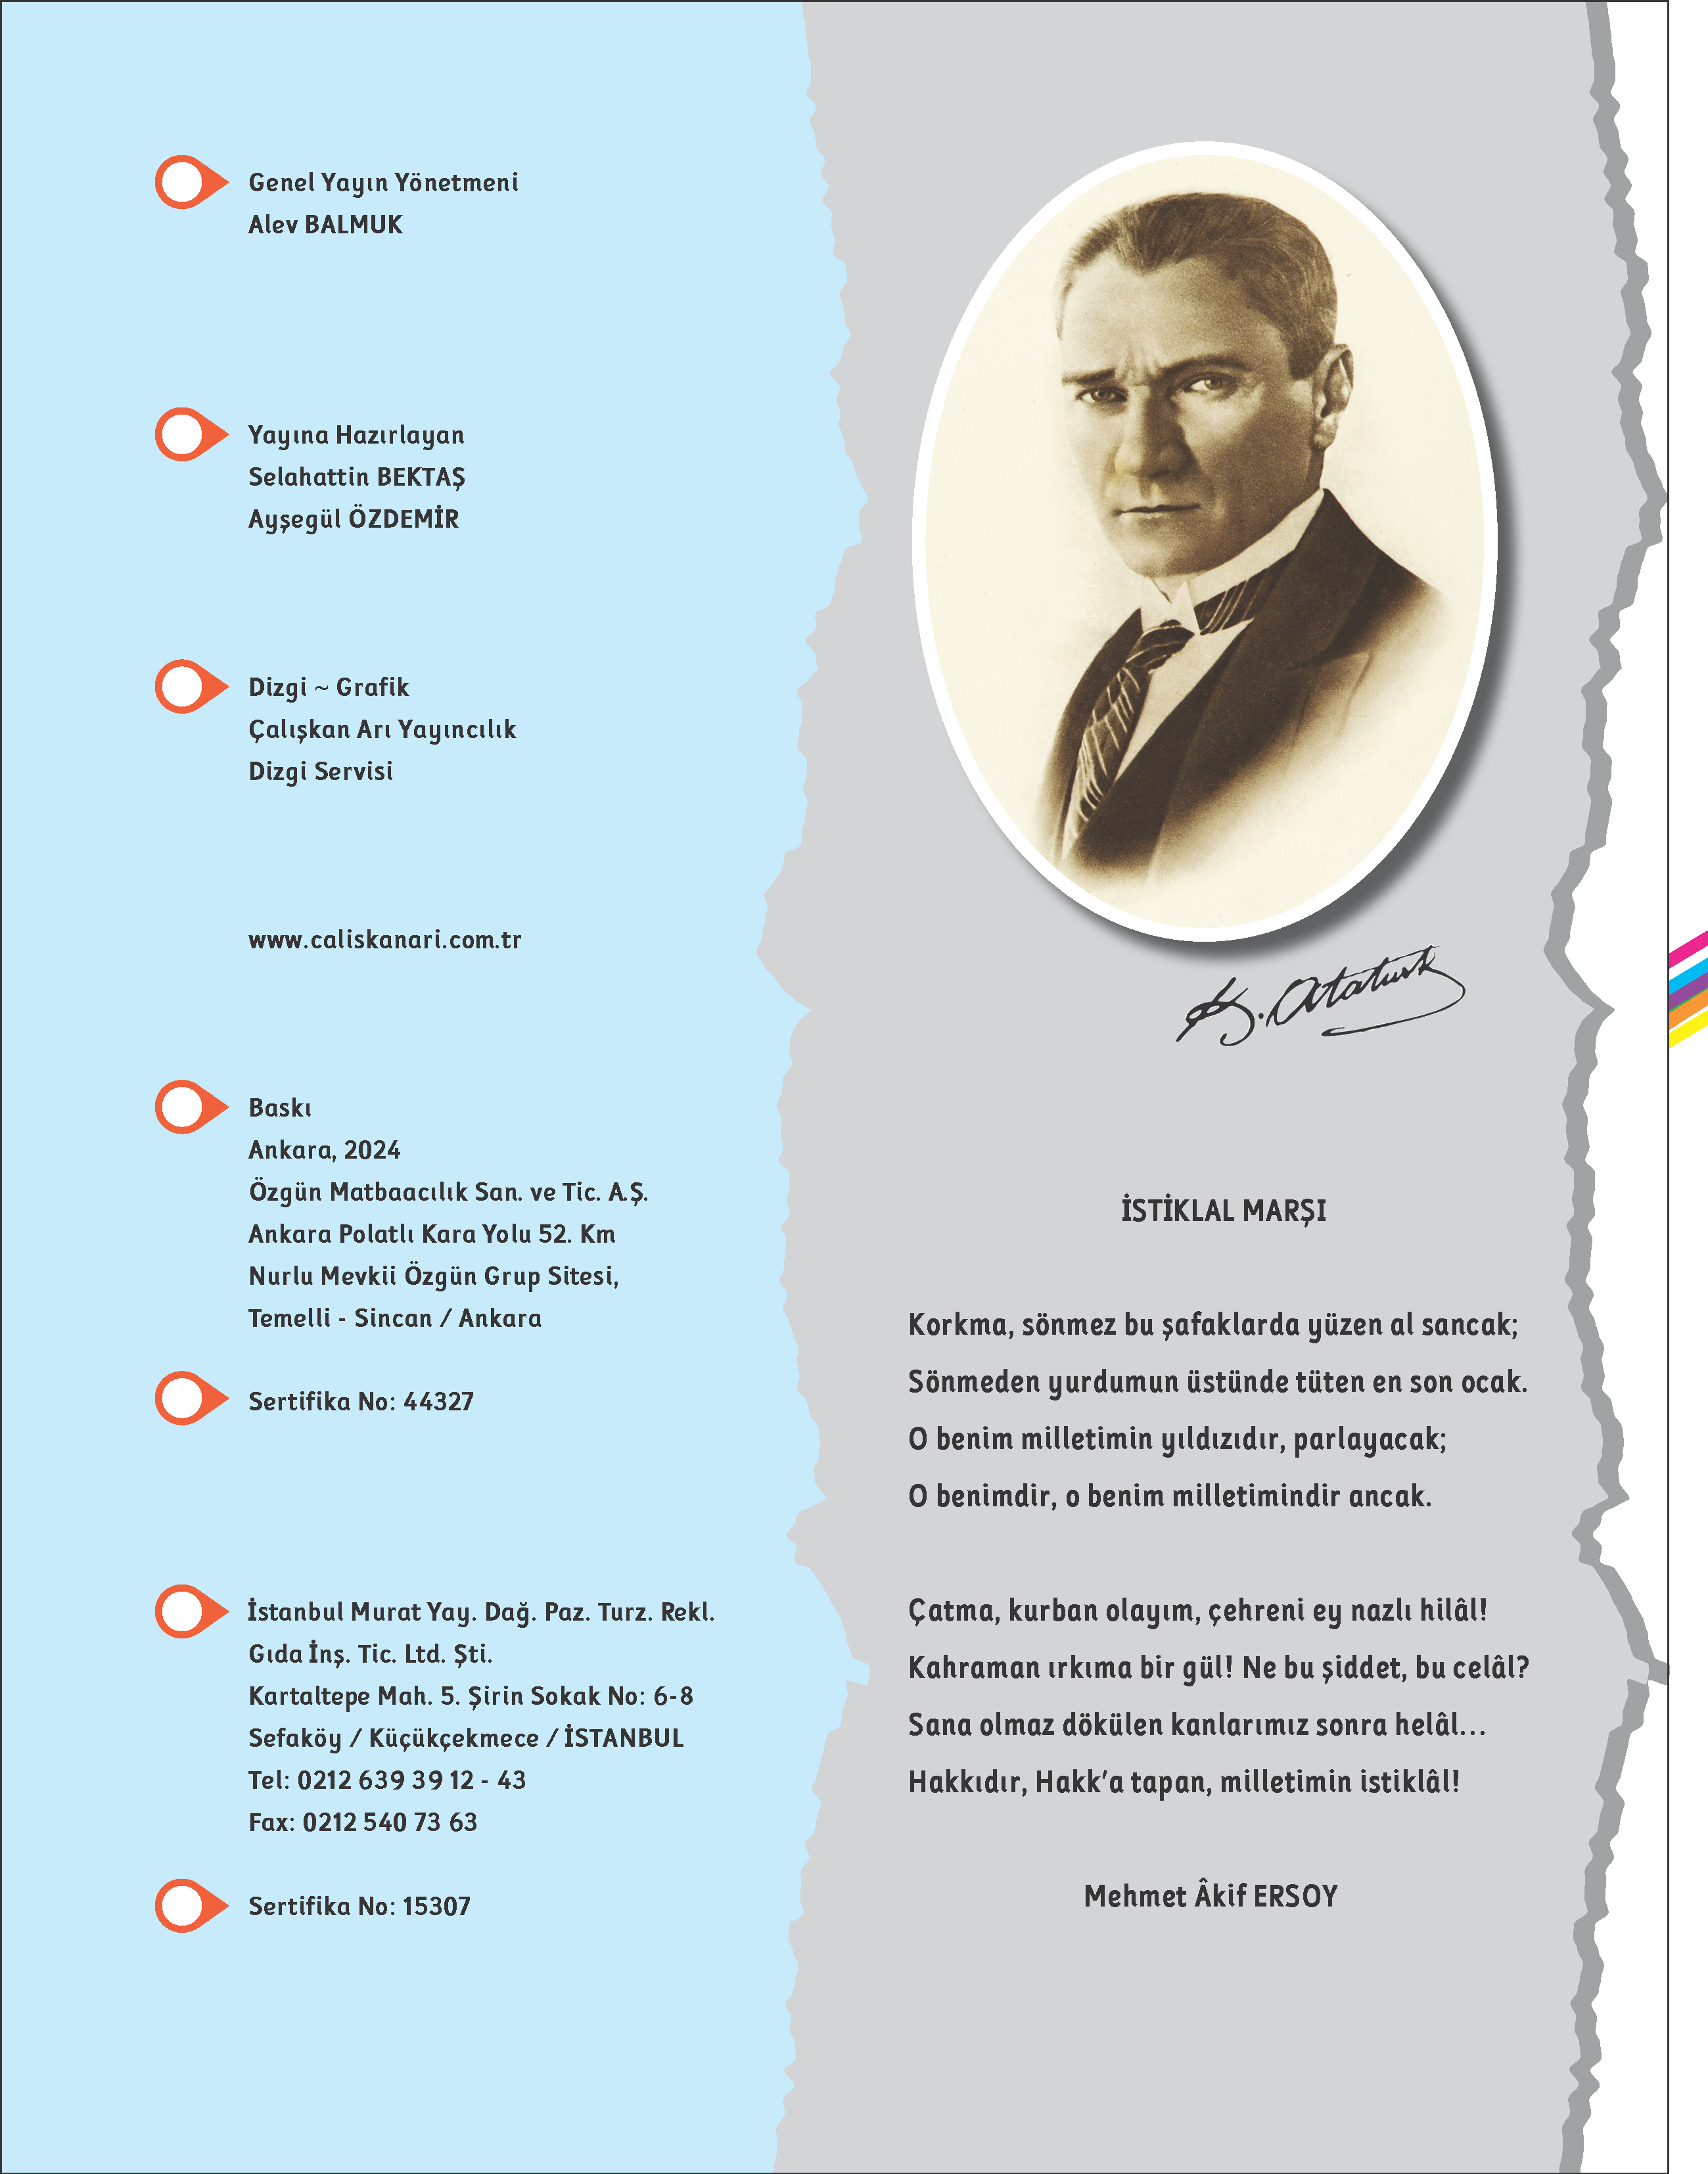 Genel Yayın Yönetmeni
Alev BALMUK
Yayına Hazırlayan
Selahattin BEKTAŞ
Ayşegül ÖZDEMİR
Dizgi ~ Grafik
Çalışkan Arı Yayıncılık
Dizgi Servisi
www.caliskanari.com.tr
Baskı
Ankara, 2024
Özgün Matbaacılık San. ve Tic. A.Ş.
Ankara Polatlı Kara Yolu 52. Km
Nurlu Mevkii Özgün Grup Sitesi,
Temelli - Sincan / Ankara
Sertifika No: 44327
İstanbul Murat Yay. Dağ. Paz. Turz. Rekl.
Gıda İnş. Tic. Ltd. Şti.
Kartaltepe Mah. 5. Şirin Sokak No: 6-8
Sefaköy / Küçükçekmece / İSTANBUL
Tel: 0212 639 39 12 - 43
Fax: 0212 540 73 63
Sertifika No: 15307
K. Atatürk
İSTİKLAL MARŞI
Korkma, sönmez bu şafaklarda yüzen al sancak;
Sönmeden yurdumun üstünde tüten en son ocak.
O benim milletimin yıldızıdır, parlayacak;
O benimdir, o benim milletimindir ancak.
Çatma, kurban olayım, çehreni ey nazlı hilâl!
Kahraman ırkıma bir gül! Ne bu şiddet, bu celâl?
Sana olmaz dökülen kanlarımız sonra helâl...
Hakkıdır, Hakk'a tapan, milletimin istiklâl!
Mehmet Âkif ERSOY